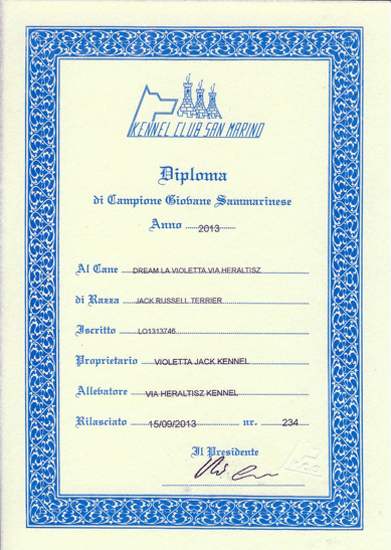 KENNEL CLUB SAN MARINO
Diploma
di Campione Giovane Sammarinese
Anno 2013
Al Cane DREAM LA VIOLETTA VIA HERALTISZ
di Razza JACK RUSSELL TERRIER
Iscritto LO1313746
Proprietario VIOLETTA JACK KENNEL
Allevatore VIA HERALTISZ KENNEL
Rilasciato 15/09/2013 nr. 234
Il Presidente